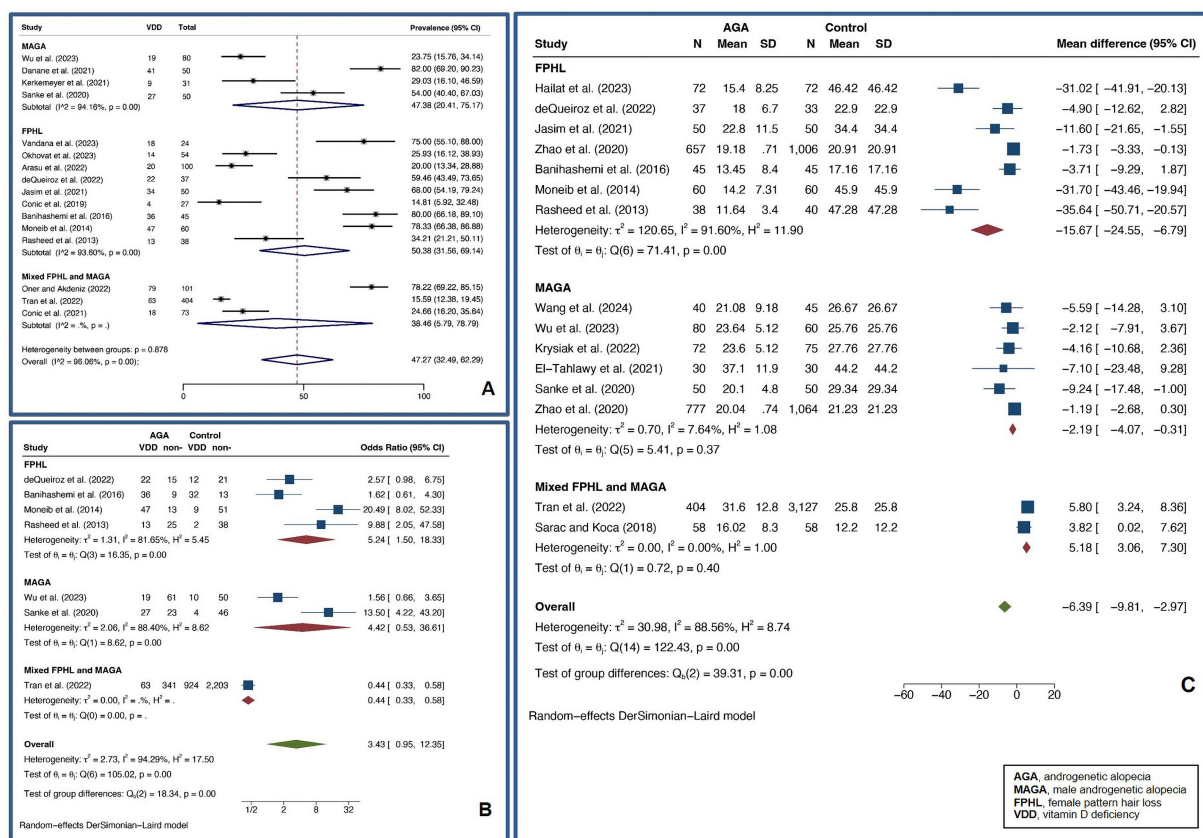 Study VDD Total Prevalence (95% CI)
MAGA
Wu et al. (2023) 19 80 23.75 (15.76, 34.14)
Danane et al. (2021) 41 50 82.00 (69.20, 90.23)
Kerkemeyer et al. (2021) 9 31 29.03 (16.10, 46.59)
Sanke et al. (2020) 27 50 54.00 (40.40, 67.03)
Subtotal (I^2 = 94.16%, p = 0.00) 47.38 (20.41, 75.17)
FPHL
Vandana et al. (2023) 18 24 75.00 (55.10, 88.00)
Okhovat et al. (2023) 14 54 25.93 (16.12, 38.93)
Arasu et al. (2022) 20 100 20.00 (13.34, 28.88)
deQueiroz et al. (2022) 22 37 59.46 (43.49, 73.65)
Jasim et al. (2021) 34 50 68.00 (54.19, 79.24)
Conic et al. (2019) 4 27 14.81 (5.92, 32.48)
Banihashemi et al. (2016) 36 45 80.00 (66.18, 89.10)
Moneib et al. (2014) 47 60 78.33 (66.38, 86.88)
Rasheed et al. (2013) 13 38 34.21 (21.21, 50.11)
Subtotal (I^2 = 93.60%, p = 0.00) 50.38 (31.56, 69.14)
Mixed FPHL and MAGA
Oner and Akdeniz (2022) 79 101 78.22 (69.22, 85.15)
Tran et al. (2022) 63 404 15.59 (12.38, 19.45)
Conic et al. (2021) 18 73 24.66 (16.20, 35.64)
Subtotal (I^2 = .%, p = .) 38.46 (5.79, 78.79)
Heterogeneity between groups: p = 0.878
Overall (I^2 = 96.06%, p = 0.00); 47.27 (32.49, 62.29)
0 50 100
A
AGA Control
Study VDD non- VDD non- Odds Ratio (95% CI)
FPHL
deQueiroz et al. (2022) 22 15 12 21 2.57 [ 0.98, 6.75]
Banihashemi et al. (2016) 36 9 32 13 1.62 [ 0.61, 4.30]
Moneib et al. (2014) 47 13 9 51 20.49 [ 8.02, 52.33]
Rasheed et al. (2013) 13 25 2 38 9.88 [ 2.05, 47.58]
Heterogeneity: τ² = 1.31, I² = 81.65%, H² = 5.45 5.24 [ 1.50, 18.33]
Test of θᵢ = θⱼ: Q(3) = 16.35, p = 0.00
MAGA
Wu et al. (2023) 19 61 10 50 1.56 [ 0.66, 3.65]
Sanke et al. (2020) 27 23 4 46 13.50 [ 4.22, 43.20]
Heterogeneity: τ² = 2.06, I² = 88.40%, H² = 8.62 4.42 [ 0.53, 36.61]
Test of θᵢ = θⱼ: Q(1) = 8.62, p = 0.00
Mixed FPHL and MAGA
Tran et al. (2022) 63 341 924 2,203 0.44 [ 0.33, 0.58]
Heterogeneity: τ² = 0.00, I² = .%, H² = . 0.44 [ 0.33, 0.58]
Test of θᵢ = θⱼ: Q(0) = 0.00, p = .
Overall 3.43 [ 0.95, 12.35]
Heterogeneity: τ² = 2.73, I² = 94.29%, H² = 17.50
Test of θᵢ = θⱼ: Q(6) = 105.02, p = 0.00
Test of group differences: Q_b(2) = 18.34, p = 0.00
1/2 2 8 32
Random−effects DerSimonian−Laird model
B
AGA Control
Study N Mean SD N Mean SD Mean difference (95% CI)
FPHL
Hailat et al. (2023) 72 15.4 8.25 72 46.42 46.42 −31.02 [ −41.91, −20.13]
deQueiroz et al. (2022) 37 18 6.7 33 22.9 22.9 −4.90 [ −12.62, 2.82]
Jasim et al. (2021) 50 22.8 11.5 50 34.4 34.4 −11.60 [ −21.65, −1.55]
Zhao et al. (2020) 657 19.18 .71 1,006 20.91 20.91 −1.73 [ −3.33, −0.13]
Banihashemi et al. (2016) 45 13.45 8.4 45 17.16 17.16 −3.71 [ −9.29, 1.87]
Moneib et al. (2014) 60 14.2 7.31 60 45.9 45.9 −31.70 [ −43.46, −19.94]
Rasheed et al. (2013) 38 11.64 3.4 40 47.28 47.28 −35.64 [ −50.71, −20.57]
Heterogeneity: τ² = 120.65, I² = 91.60%, H² = 11.90 −15.67 [ −24.55, −6.79]
Test of θᵢ = θⱼ: Q(6) = 71.41, p = 0.00
MAGA
Wang et al. (2024) 40 21.08 9.18 45 26.67 26.67 −5.59 [ −14.28, 3.10]
Wu et al. (2023) 80 23.64 5.12 60 25.76 25.76 −2.12 [ −7.91, 3.67]
Krysiak et al. (2022) 72 23.6 5.12 75 27.76 27.76 −4.16 [ −10.68, 2.36]
El−Tahlawy et al. (2021) 30 37.1 11.9 30 44.2 44.2 −7.10 [ −23.48, 9.28]
Sanke et al. (2020) 50 20.1 4.8 50 29.34 29.34 −9.24 [ −17.48, −1.00]
Zhao et al. (2020) 777 20.04 .74 1,064 21.23 21.23 −1.19 [ −2.68, 0.30]
Heterogeneity: τ² = 0.70, I² = 7.64%, H² = 1.08 −2.19 [ −4.07, −0.31]
Test of θᵢ = θⱼ: Q(5) = 5.41, p = 0.37
Mixed FPHL and MAGA
Tran et al. (2022) 404 31.6 12.8 3,127 25.8 25.8 5.80 [ 3.24, 8.36]
Sarac and Koca (2018) 58 16.02 8.3 58 12.2 12.2 3.82 [ 0.02, 7.62]
Heterogeneity: τ² = 0.00, I² = 0.00%, H² = 1.00 5.18 [ 3.06, 7.30]
Test of θᵢ = θⱼ: Q(1) = 0.72, p = 0.40
Overall −6.39 [ −9.81, −2.97]
Heterogeneity: τ² = 30.98, I² = 88.56%, H² = 8.74
Test of θᵢ = θⱼ: Q(14) = 122.43, p = 0.00
Test of group differences: Q_b(2) = 39.31, p = 0.00
−60 −40 −20 0 20
C
Random−effects DerSimonian−Laird model
AGA, androgenetic alopecia
MAGA, male androgenetic alopecia
FPHL, female pattern hair loss
VDD, vitamin D deficiency